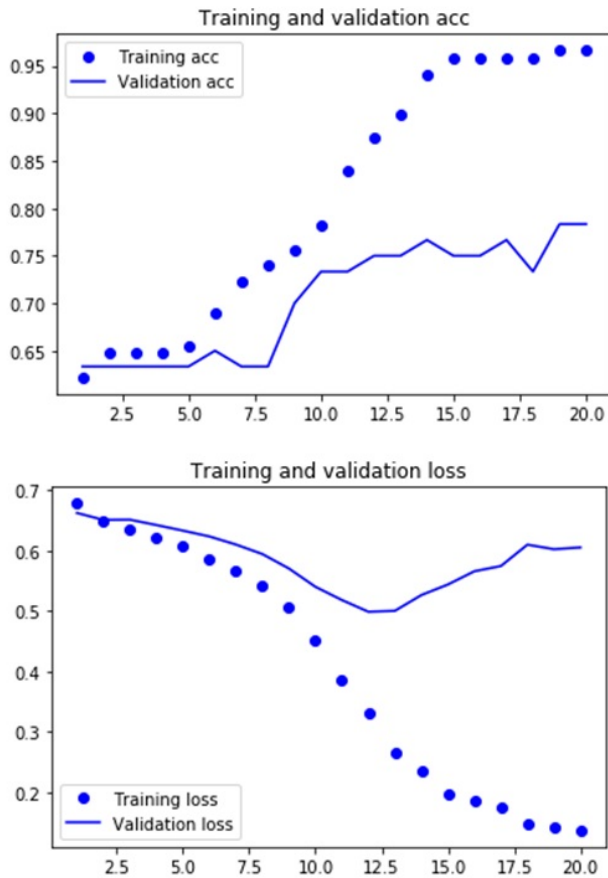 Training and validation acc
Training acc
Validation acc
0.95
0.90
0.85
0.80
0.75
0.70
0.65
2.5 5.0 7.5 10.0 12.5 15.0 17.5 20.0
Training and validation loss
0.7
0.6
0.5
0.4
0.3
0.2
Training loss
Validation loss
2.5 5.0 7.5 10.0 12.5 15.0 17.5 20.0